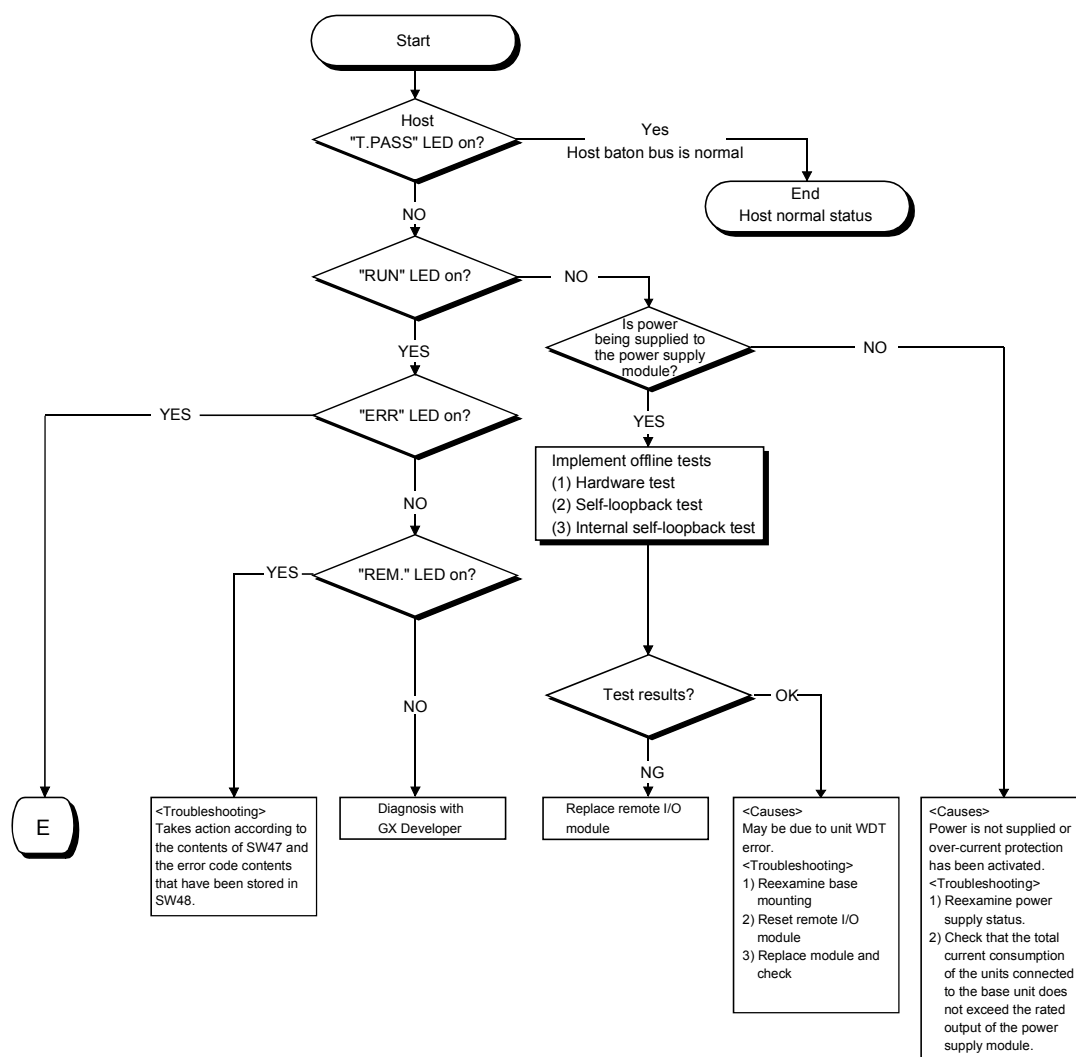 Start
Host
"T.PASS" LED on?
Yes
Host baton bus is normal
End
Host normal status
NO
"RUN" LED on?
NO
Is power
being supplied to
the power supply
module?
NO
YES
YES
"ERR" LED on?
YES
Implement offline tests
(1) Hardware test
(2) Self-loopback test
(3) Internal self-loopback test
NO
YES
"REM." LED on?
Test results?
OK
NO
NG
E
<Troubleshooting>
Takes action according to
the contents of SW47 and
the error code contents
that have been stored in
SW48.
Diagnosis with
GX Developer
Replace remote I/O
module
<Causes>
May be due to unit WDT
error.
<Troubleshooting>
1) Reexamine base
mounting
2) Reset remote I/O
module
3) Replace module and
check
<Causes>
Power is not supplied or
over-current protection
has been activated.
<Troubleshooting>
1) Reexamine power
supply status.
2) Check that the total
current consumption
of the units connected
to the base unit does
not exceed the rated
output of the power
supply module.